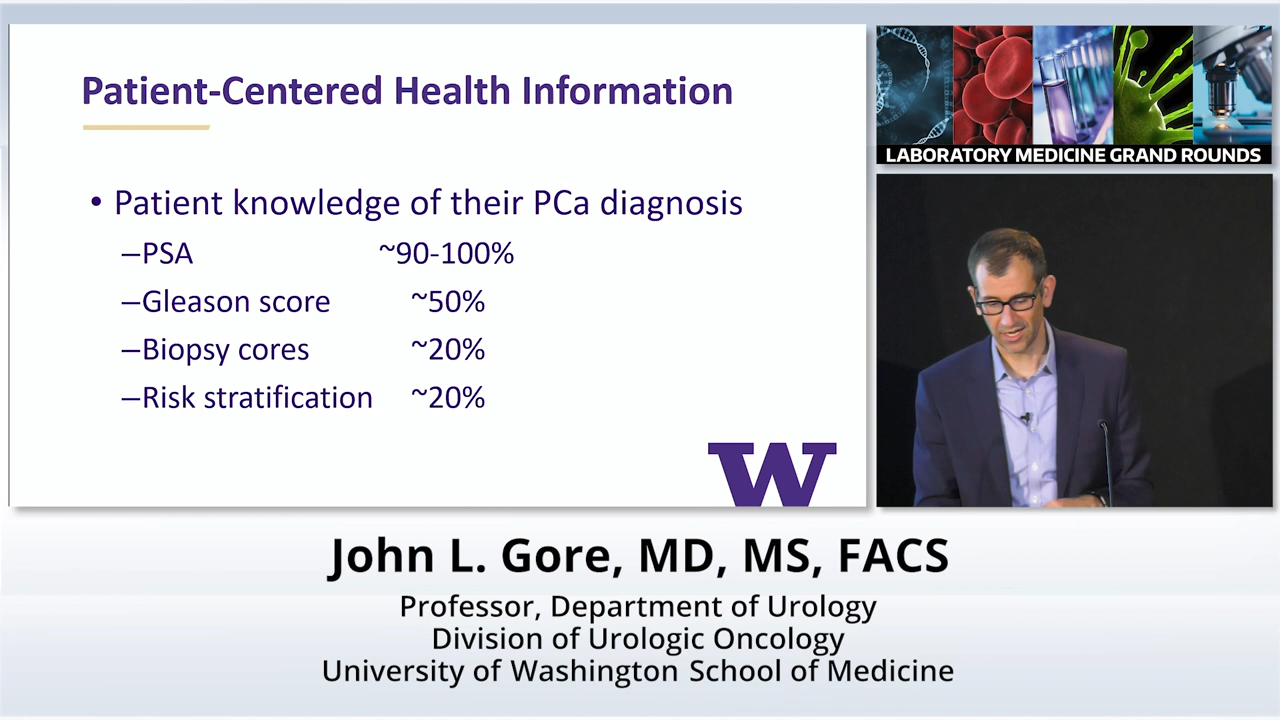 Patient-Centered Health Information
• Patient knowledge of their PCa diagnosis
–PSA ~90-100%
–Gleason score ~50%
–Biopsy cores ~20%
–Risk stratification ~20%
W
LABORATORY MEDICINE GRAND ROUNDS
John L. Gore, MD, MS, FACS
Professor, Department of Urology
Division of Urologic Oncology
University of Washington School of Medicine